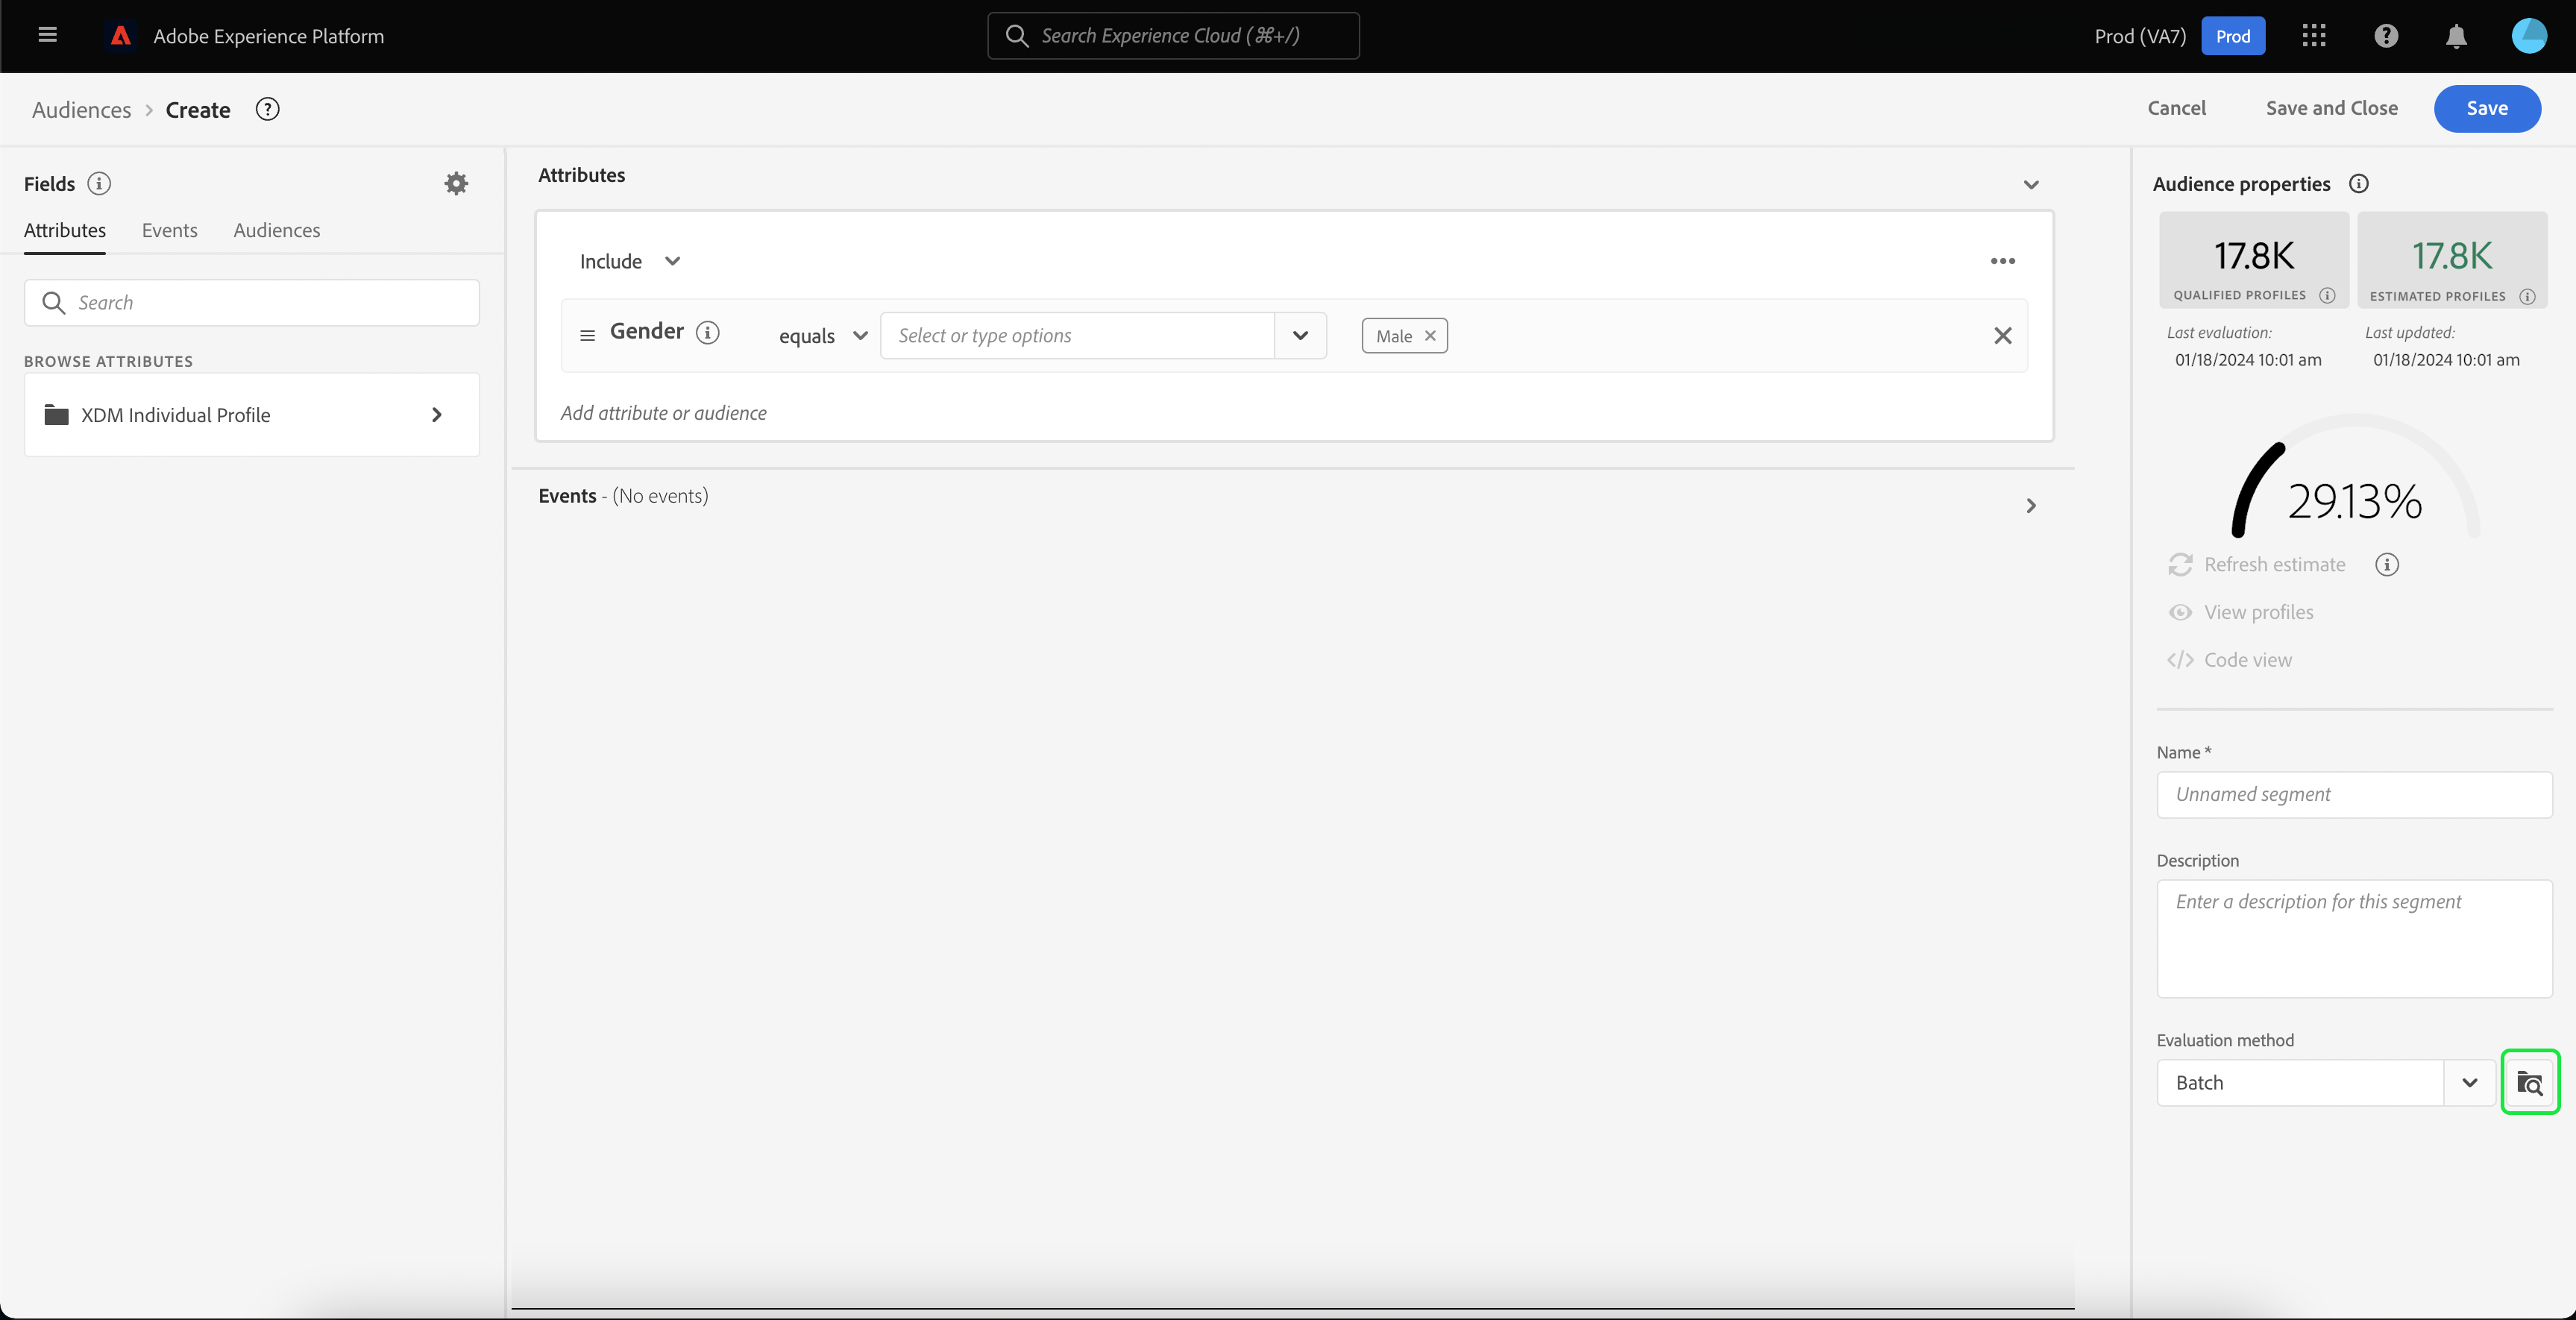 Adobe Experience Platform
Search Experience Cloud (⌘+/)
Prod (VA7)
Prod
Audiences > Create
Cancel
Save and Close
Save
Fields
Attributes
Events
Audiences
Search
BROWSE ATTRIBUTES
XDM Individual Profile
Attributes
Include
Gender
equals
Select or type options
Male
Add attribute or audience
Events - (No events)
Audience properties
17.8K
QUALIFIED PROFILES
17.8K
ESTIMATED PROFILES
Last evaluation:
01/18/2024 10:01 am
Last updated:
01/18/2024 10:01 am
29.13%
Refresh estimate
View profiles
</> Code view
Name *
Unnamed segment
Description
Enter a description for this segment
Evaluation method
Batch